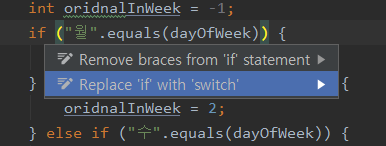 int oridnalInWeek = -1;
if ("월".equals(dayOfWeek)) {
Remove braces from 'if' statement
Replace 'if' with 'switch'
} {
oridnalInWeek = 2;
} else if ("수".equals(dayOfWeek)) {